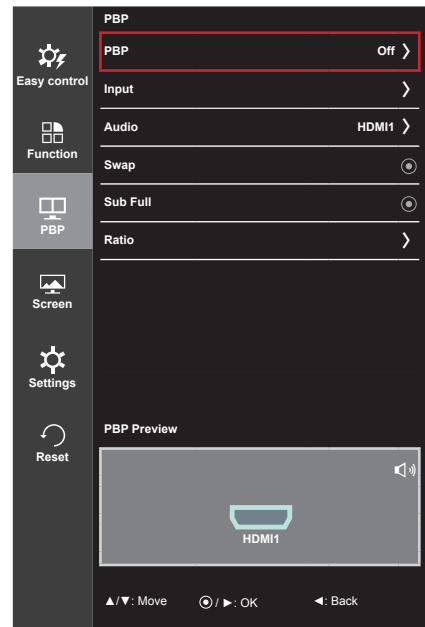 PBP
PBP Off
Easy control
Input
Audio HDMI1
Function
Swap
Sub Full
PBP
Ratio
Screen
Settings
Reset
PBP Preview
HDMI1
▲/▼: Move ◉/►: OK ◄: Back